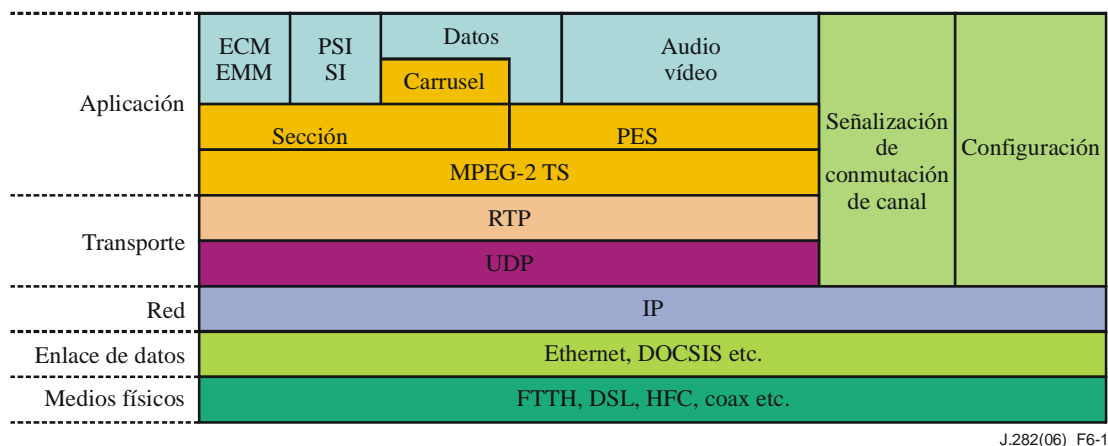 Aplicación
ECM
EMM
PSI
SI
Datos
Carrusel
Audio
vídeo
Sección
PES
MPEG-2 TS
Señalización
de
conmutación
de canal
Configuración
Transporte
RTP
UDP
Red
IP
Enlace de datos
Ethernet, DOCSIS etc.
Medios físicos
FTTH, DSL, HFC, coax etc.
J.282(06)_F6-1